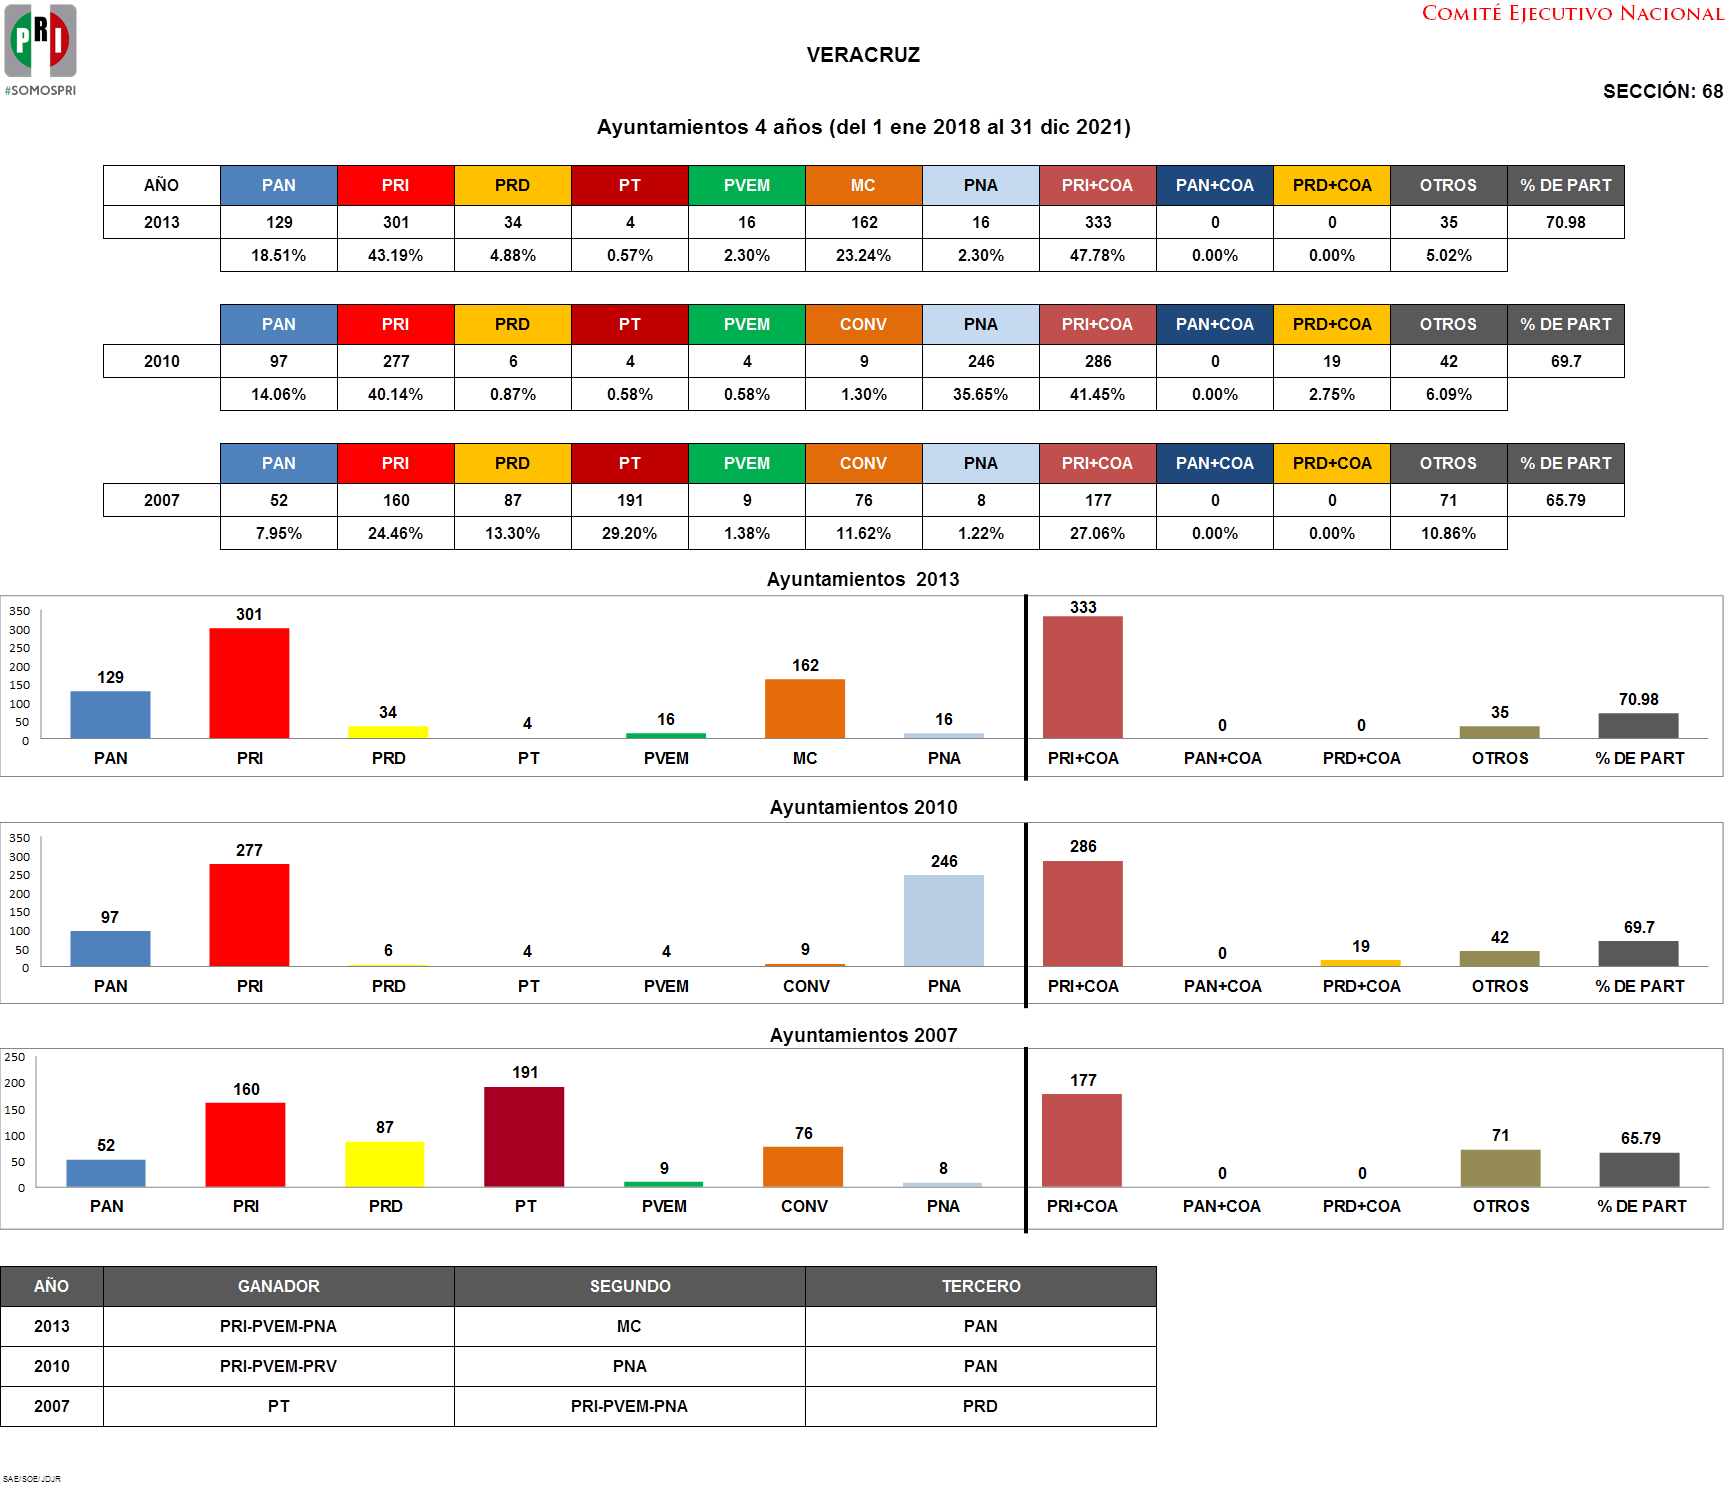 PRI
#SOMOSPRI
COMITÉ EJECUTIVO NACIONAL
VERACRUZ
SECCIÓN: 68
Ayuntamientos 4 años (del 1 ene 2018 al 31 dic 2021)
AÑO PAN PRI PRD PT PVEM MC PNA PRI+COA PAN+COA PRD+COA OTROS % DE PART
2013 129 301 34 4 16 162 16 333 0 0 35 70.98
18.51% 43.19% 4.88% 0.57% 2.30% 23.24% 2.30% 47.78% 0.00% 0.00% 5.02%
PAN PRI PRD PT PVEM CONV PNA PRI+COA PAN+COA PRD+COA OTROS % DE PART
2010 97 277 6 4 4 9 246 286 0 19 42 69.7
14.06% 40.14% 0.87% 0.58% 0.58% 1.30% 35.65% 41.45% 0.00% 2.75% 6.09%
PAN PRI PRD PT PVEM CONV PNA PRI+COA PAN+COA PRD+COA OTROS % DE PART
2007 52 160 87 191 9 76 8 177 0 0 71 65.79
7.95% 24.46% 13.30% 29.20% 1.38% 11.62% 1.22% 27.06% 0.00% 0.00% 10.86%
Ayuntamientos  2013
350
300
250
200
150
100
50
0
129 301 34 4 16 162 16 333 0 0 35 70.98
PAN PRI PRD PT PVEM MC PNA PRI+COA PAN+COA PRD+COA OTROS % DE PART
Ayuntamientos 2010
350
300
250
200
150
100
50
0
97 277 6 4 4 9 246 286 0 19 42 69.7
PAN PRI PRD PT PVEM CONV PNA PRI+COA PAN+COA PRD+COA OTROS % DE PART
Ayuntamientos 2007
250
200
150
100
50
0
52 160 87 191 9 76 8 177 0 0 71 65.79
PAN PRI PRD PT PVEM CONV PNA PRI+COA PAN+COA PRD+COA OTROS % DE PART
AÑO GANADOR SEGUNDO TERCERO
2013 PRI-PVEM-PNA MC PAN
2010 PRI-PVEM-PRV PNA PAN
2007 PT PRI-PVEM-PNA PRD
SAE/SOE/JDJR